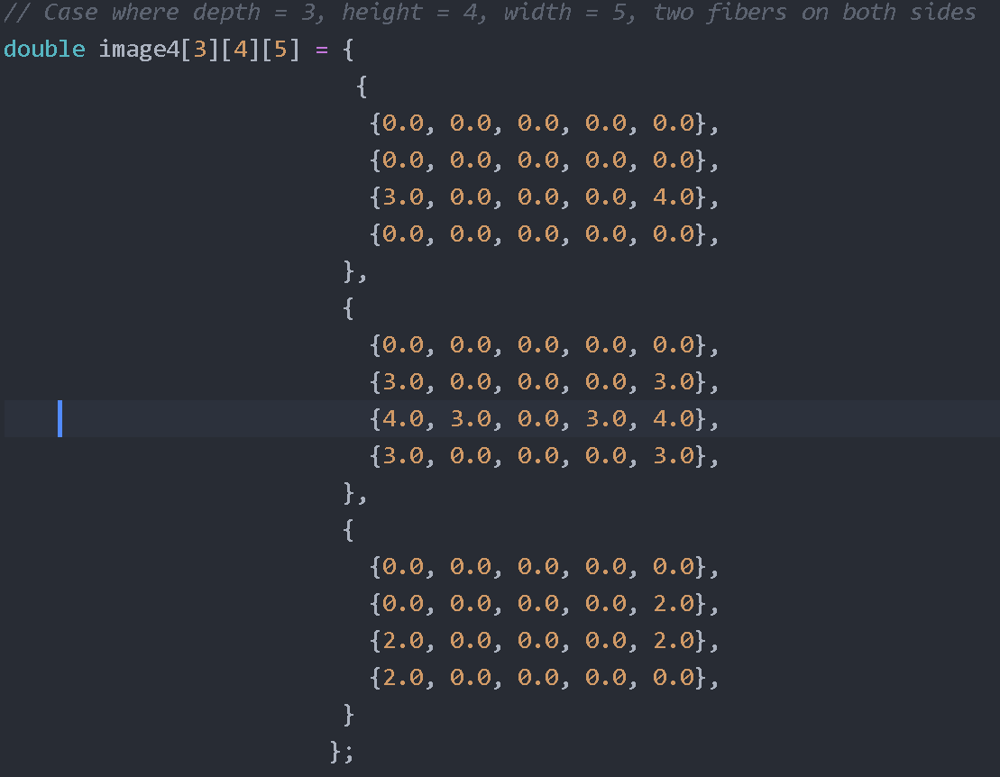 // Case where depth = 3, height = 4, width = 5, two fibers on both sides
double image4[3][4][5] = {
{
{0.0, 0.0, 0.0, 0.0, 0.0},
{0.0, 0.0, 0.0, 0.0, 0.0},
{3.0, 0.0, 0.0, 0.0, 4.0},
{0.0, 0.0, 0.0, 0.0, 0.0},
},
{
{0.0, 0.0, 0.0, 0.0, 0.0},
{3.0, 0.0, 0.0, 0.0, 3.0},
{4.0, 3.0, 0.0, 3.0, 4.0},
{3.0, 0.0, 0.0, 0.0, 3.0},
},
{
{0.0, 0.0, 0.0, 0.0, 0.0},
{0.0, 0.0, 0.0, 0.0, 2.0},
{2.0, 0.0, 0.0, 0.0, 2.0},
{2.0, 0.0, 0.0, 0.0, 0.0},
}
};